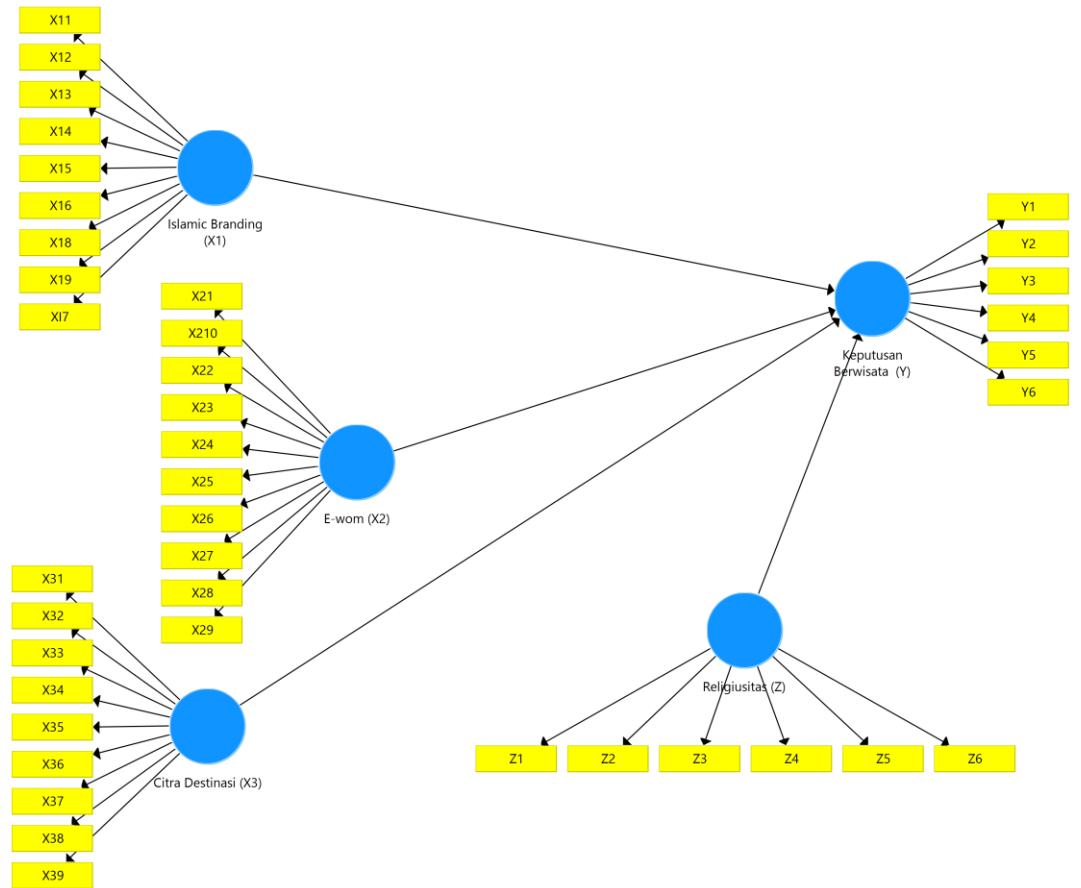 X11
X12
X13
X14
X15
X16
X18
X19
XI7
Islamic Branding
(X1)
X21
X210
X22
X23
X24
X25
X26
X27
X28
X29
E-wom (X2)
X31
X32
X33
X34
X35
X36
X37
X38
X39
Citra Destinasi (X3)
Keputusan
Berwisata (Y)
Y1
Y2
Y3
Y4
Y5
Y6
Religiusitas (Z)
Z1
Z2
Z3
Z4
Z5
Z6